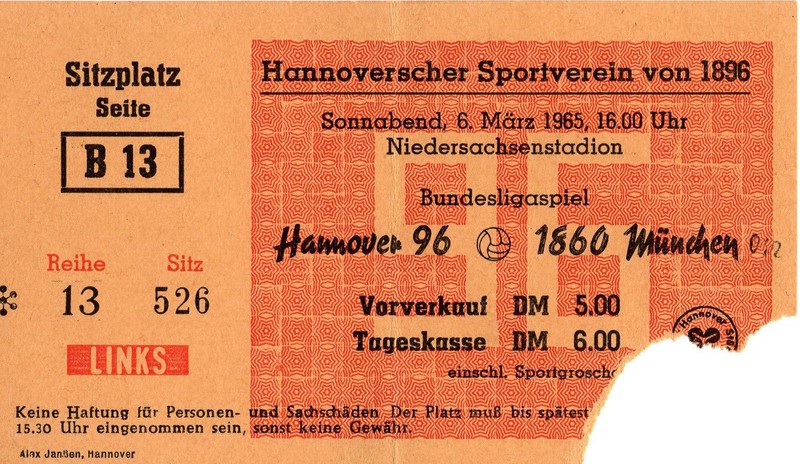 Sitzplatz
Seite
B 13
Reihe Sitz
13 526
LINKS
Hannoverscher Sportverein von 1896
Sonnabend, 6. März 1965, 16.00 Uhr
Niedersachsenstadion
Bundesligaspiel
Hannover 96 1860 München 0:2
Vorverkauf DM 5.00
Tageskasse DM 6.00
einschl. Sportgrosch
Hannover
Keine Haftung für Personen- und Sachschäden Der Platz muß bis spätest
15.30 Uhr eingenommen sein, sonst keine Gewähr.
Alex Janßen, Hannover